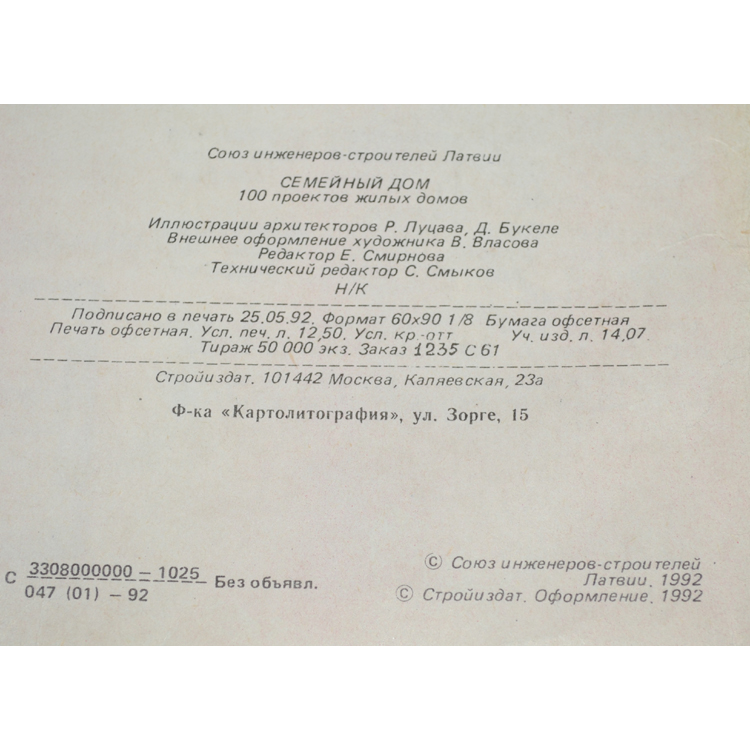 Союз инженеров-строителей Латвии
СЕМЕЙНЫЙ ДОМ
100 проектов жилых домов
Иллюстрации архитекторов Р. Луцава, Д. Букеле
Внешнее оформление художника В. Власова
Редактор Е. Смирнова
Технический редактор С. Смыков
Н/К
Подписано в печать 25.05.92. Формат 60х90 1/8 Бумага офсетная
Печать офсетная. Усл. печ. л. 12,50. Усл. кр.-отт Уч. изд. л. 14,07.
Тираж 50 000 экз. Заказ 1235 С 61
Стройиздат. 101442 Москва, Каляевская, 23а
Ф-ка «Картолитография», ул. Зорге, 15
С 3308000000 – 1025 Без объявл.
047 (01) – 92
© Союз инженеров-строителей
Латвии, 1992
© Стройиздат. Оформление, 1992